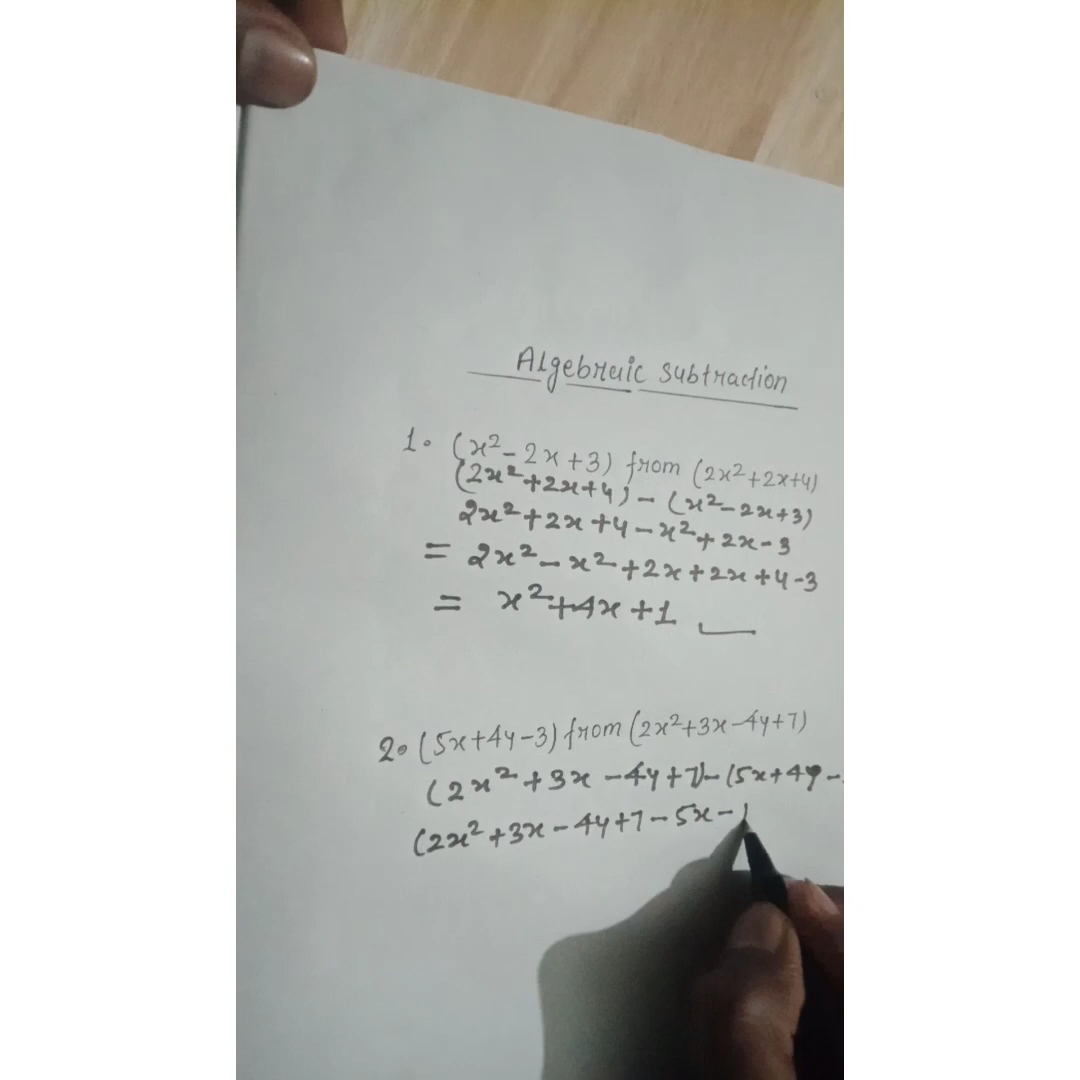 Algebraic Subtraction
1. (x² - 2x + 3) from (2x² + 2x + 4)
(2x² + 2x + 4) - (x² - 2x + 3)
2x² + 2x + 4 - x² + 2x - 3
= 2x² - x² + 2x + 2x + 4 - 3
= x² + 4x + 1
2. (5x + 4y - 3) from (2x² + 3x - 4y + 7)
(2x² + 3x - 4y + 7) - (5x + 4y -
(2x² + 3x - 4y + 7 - 5x -